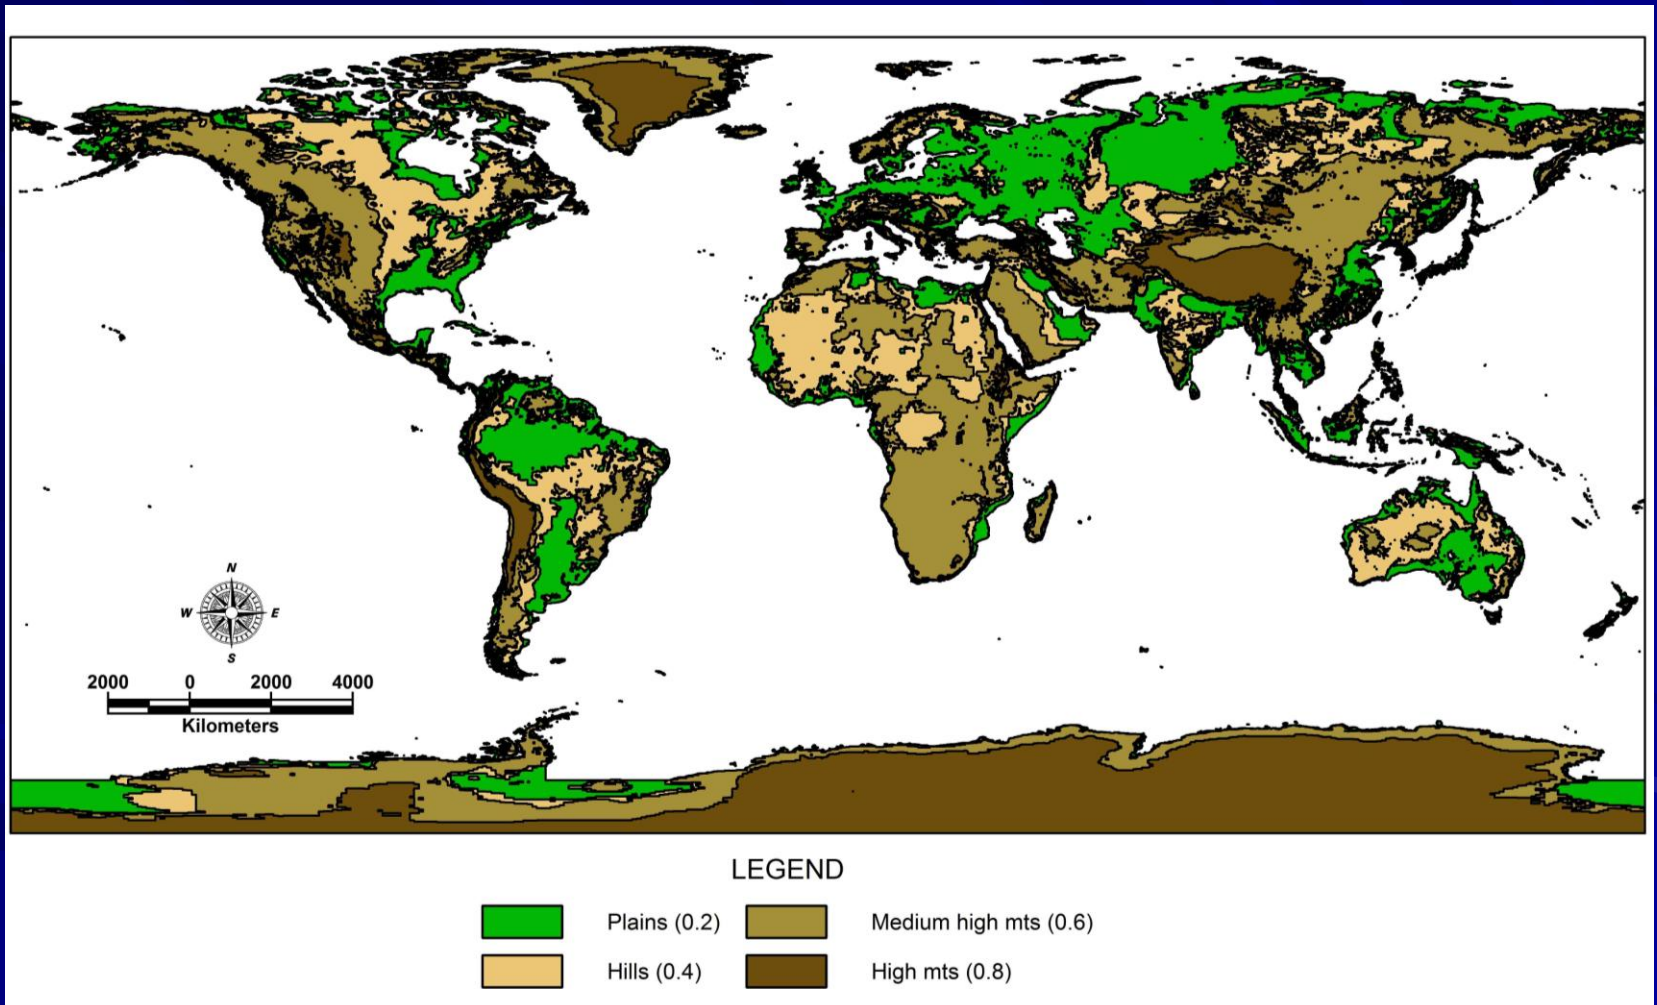 N
W E
S
2000 0 2000 4000
Kilometers
LEGEND
Plains (0.2) Medium high mts (0.6)
Hills (0.4) High mts (0.8)